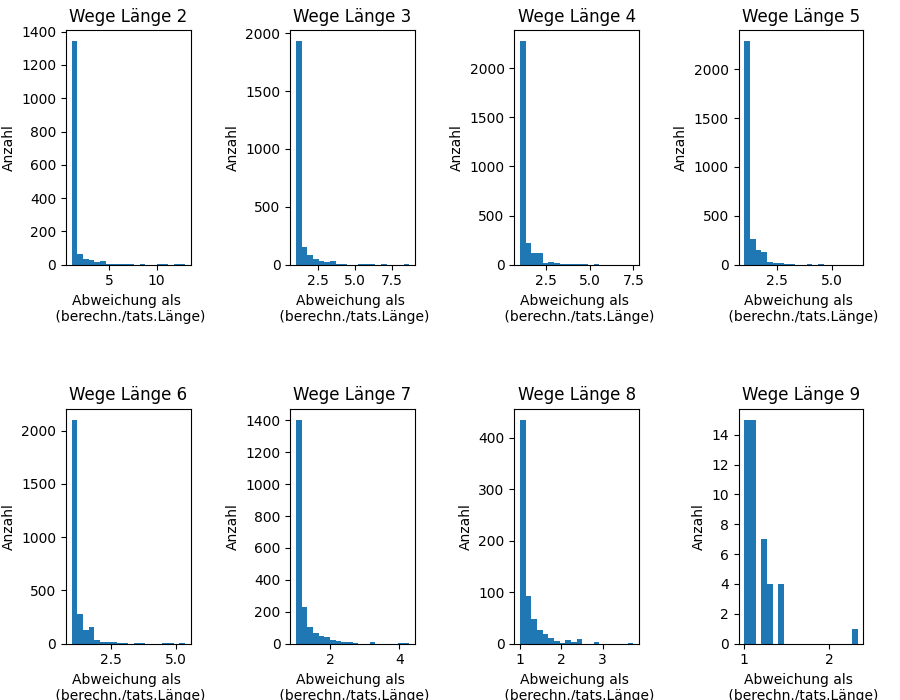 Wege Länge 2
Wege Länge 3
Wege Länge 4
Wege Länge 5
1400
1200
1000
800
600
400
200
0
Anzahl
5
10
Abweichung als
(berechn./tats.Länge)
2000
1500
1000
500
0
Anzahl
2.5
5.0
7.5
Abweichung als
(berechn./tats.Länge)
2000
1500
1000
500
0
Anzahl
2.5
5.0
7.5
Abweichung als
(berechn./tats.Länge)
2000
1500
1000
500
0
Anzahl
2.5
5.0
Abweichung als
(berechn./tats.Länge)
Wege Länge 6
Wege Länge 7
Wege Länge 8
Wege Länge 9
2000
1500
1000
500
0
Anzahl
2.5
5.0
Abweichung als
(berechn./tats.Länge)
1400
1200
1000
800
600
400
200
0
Anzahl
2
4
Abweichung als
(berechn./tats.Länge)
400
300
200
100
0
Anzahl
1
2
3
Abweichung als
(berechn./tats.Länge)
14
12
10
8
6
4
2
0
Anzahl
1
2
Abweichung als
(berechn./tats.Länge)